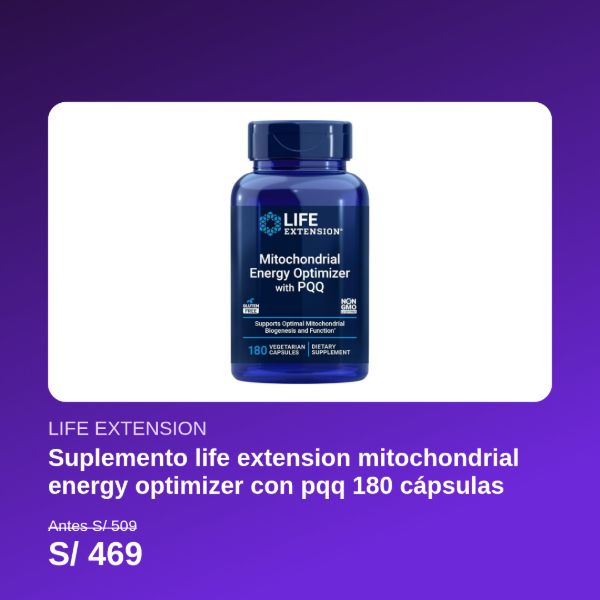 LIFE
EXTENSION®
Mitochondrial
Energy Optimizer
with PQQ
GLUTEN
FREE
NON
GMO
Supports Optimal Mitochondrial
Biogenesis and Function*
180 VEGETARIAN CAPSULES | DIETARY SUPPLEMENT
LIFE EXTENSION
Suplemento life extension mitochondrial
energy optimizer con pqq 180 cápsulas
Antes S/ 509
S/ 469